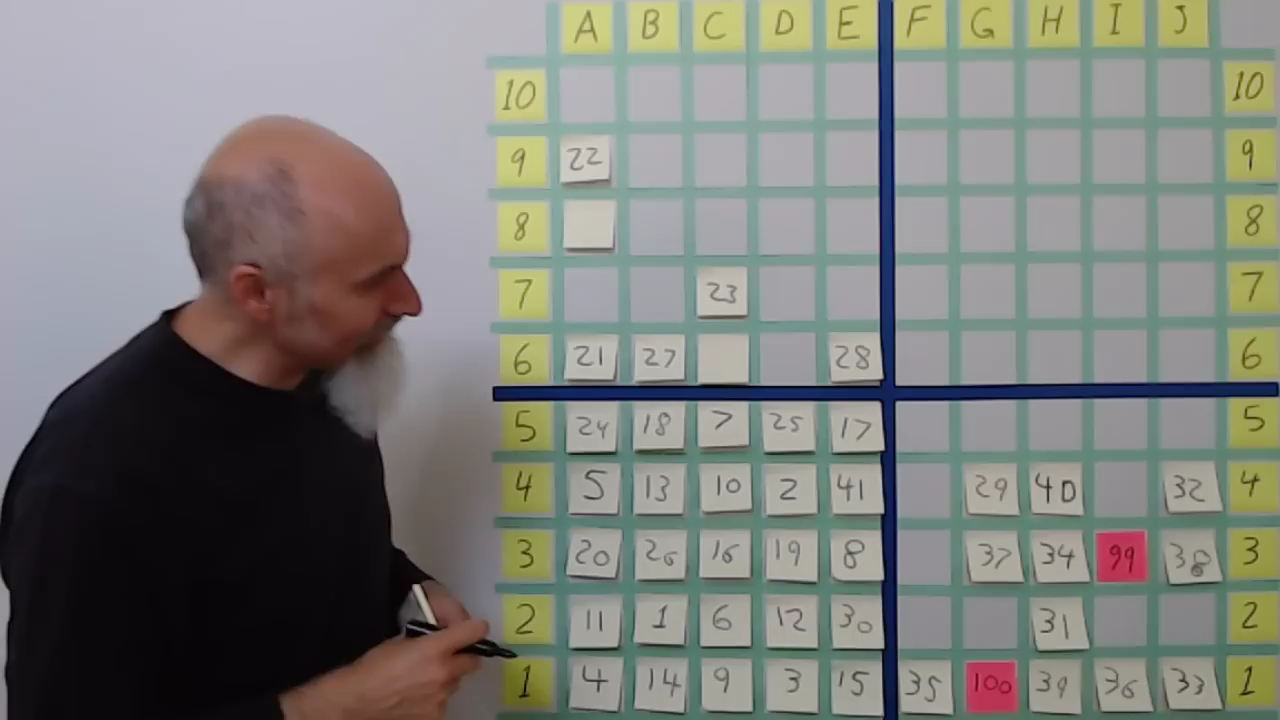 A B C D E F G H I J
10 10
9 22 9
8 8
7 23 7
6 21 27 28 6
5 24 18 7 25 17 5
4 5 13 10 2 41 29 40 32 4
3 20 26 16 19 8 37 34 99 38 3
2 11 1 6 12 30 31 2
1 4 14 9 3 15 35 100 39 36 33 1